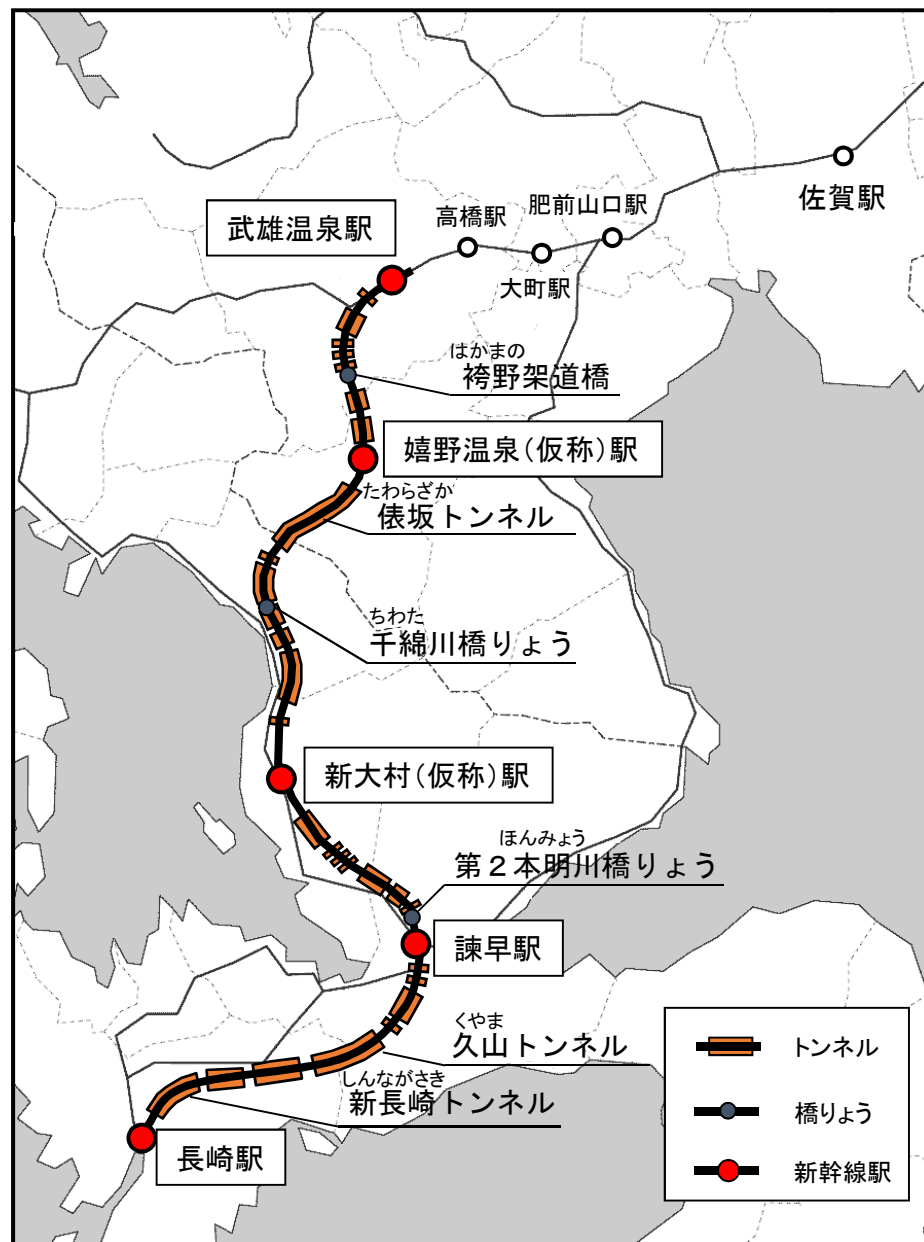 佐賀駅
肥前山口駅
高橋駅
武雄温泉駅
大町駅
はかまの
袴野架道橋
嬉野温泉(仮称)駅
たわらざか
俵坂トンネル
ちわた
千綿川橋りょう
新大村(仮称)駅
ほんみょう
第2本明川橋りょう
諫早駅
くやま
久山トンネル
しんながさき
新長崎トンネル
長崎駅
トンネル
橋りょう
新幹線駅